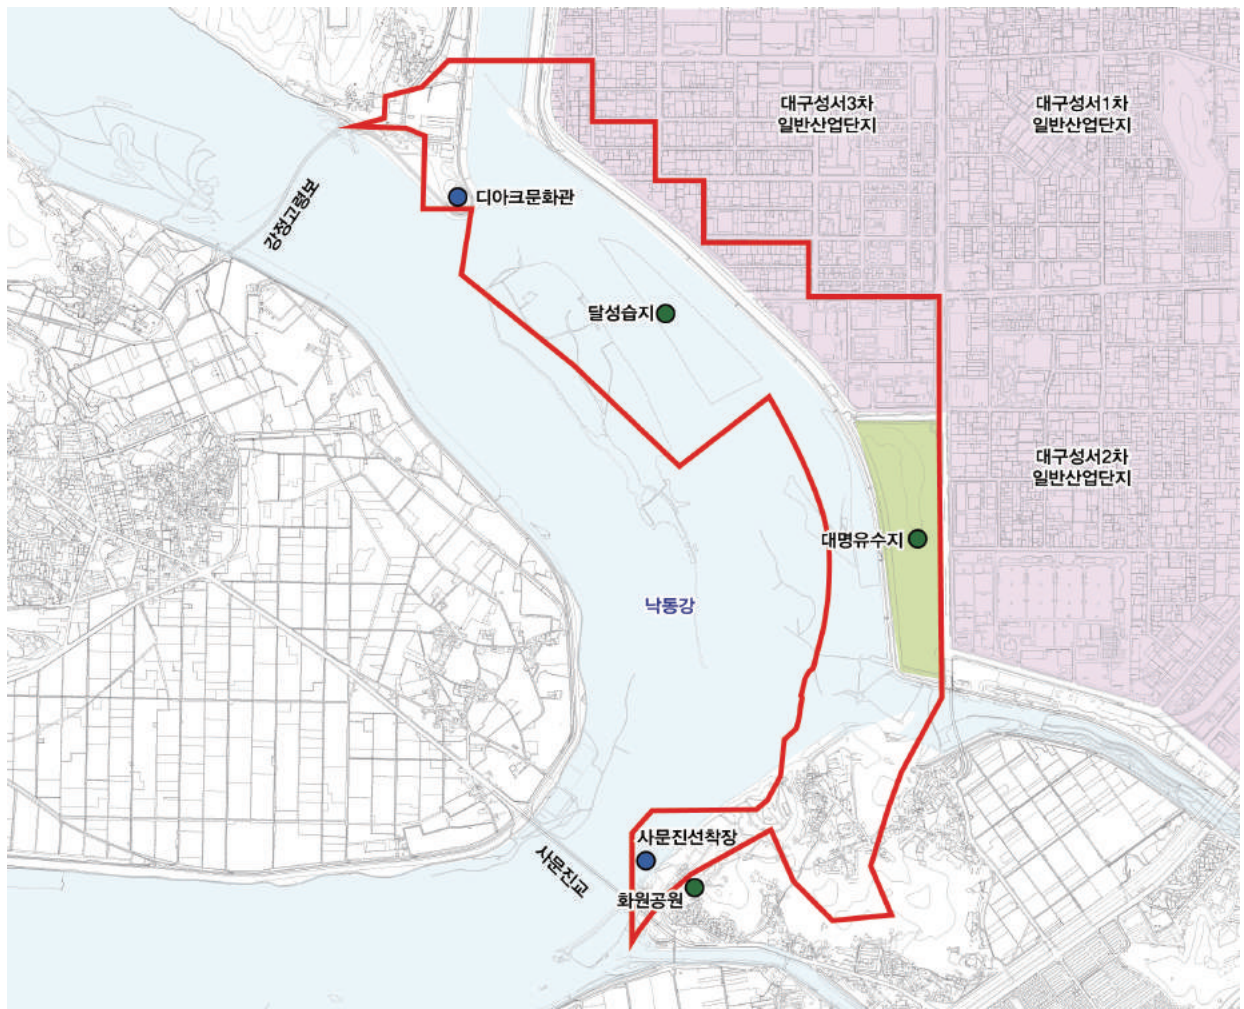 대구성서3차
일반산업단지
대구성서1차
일반산업단지
디아크문화관
강정고령보
달성습지
대구성서2차
일반산업단지
대명유수지
낙동강
사문진선착장
사문진교
화원공원